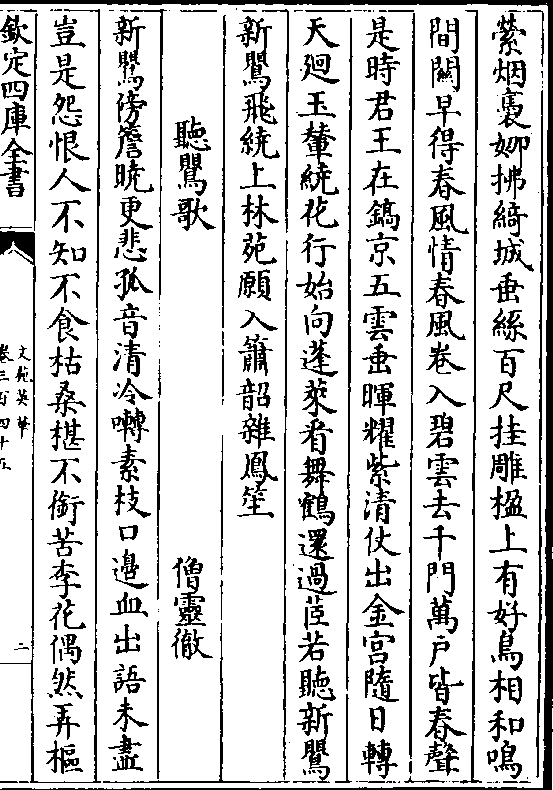 縈烟裊娜拂綺城垂絲百尺挂雕楹上有好鳥相和鳴
間關早得春風情春風卷入碧雲去千門萬戸皆春聲
是時君王在鎬京五雲垂暉耀紫清仗出金宫隨日轉
天廻玉輦繞花行始向蓬萊看舞鶴還過茝若聽新鸎
新鸎飛繞上林苑願入簫韶雜鳳笙
聽鸎歌 僧靈徹
新鸎傍簷曉更悲孤音清泠囀素枝口邉血出語未盡
豈是怨恨人不知不食枯桑椹不銜苦李花偶然弄樞
欽定四庫全書
文苑英華
卷三百四十五
二